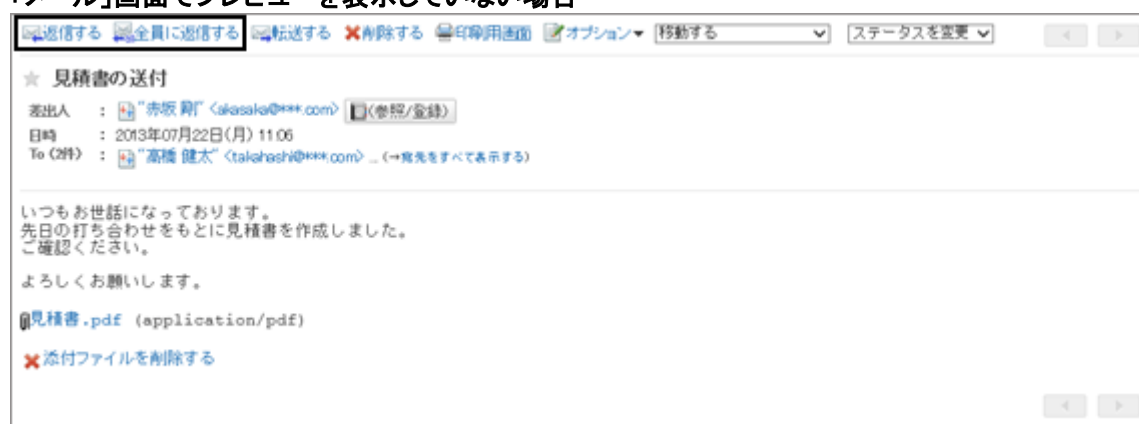 「メール」画面でプレビューを表示していない場合
返信する 全員に返信する 転送する 削除する 印刷用画面 オプション▼ 移動する ステータスを変更
見積書の送付
差出人 : "赤坂 剛" <akasaka@***.com> (参照/登録)
日時 : 2013年07月22日(月) 11:06
To (2件) : "高橋 健太" <takahashi@***.com> … (→宛先をすべて表示する)
いつもお世話になっております。
先日の打ち合わせをもとに見積書を作成しました。
ご確認ください。
よろしくお願いします。
見積書.pdf (application/pdf)
添付ファイルを削除する